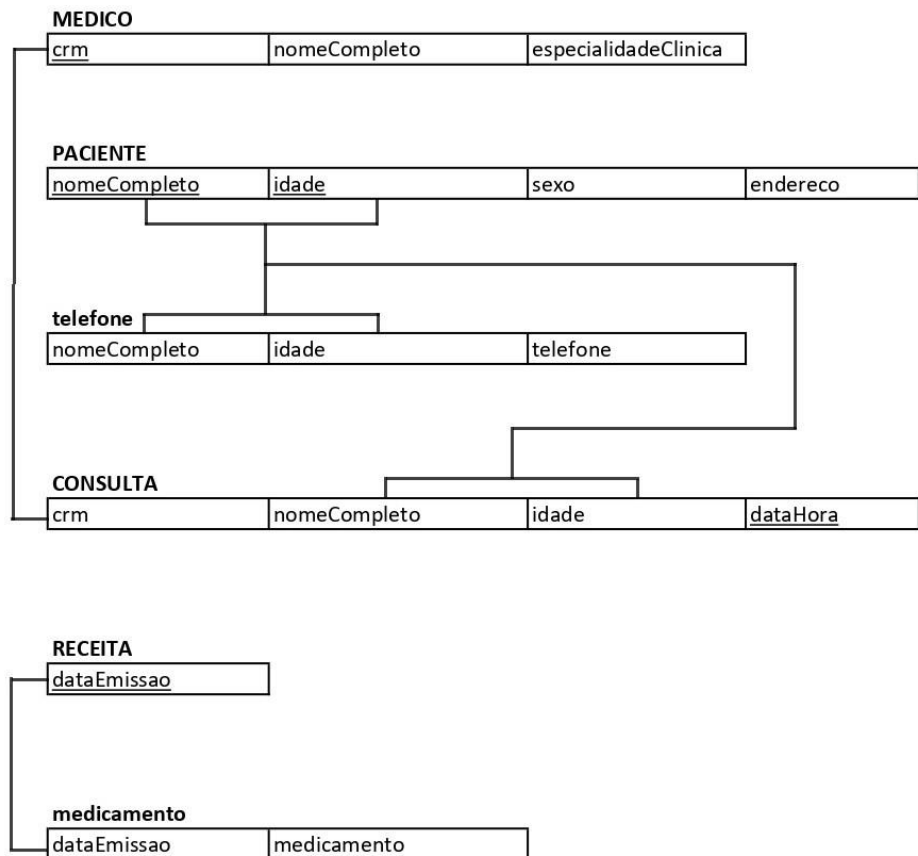 MEDICO
crm nomeCompleto especialidadeClinica
PACIENTE
nomeCompleto idade sexo endereco
telefone
nomeCompleto idade telefone
CONSULTA
crm nomeCompleto idade dataHora
RECEITA
dataEmissao
medicamento
dataEmissao medicamento